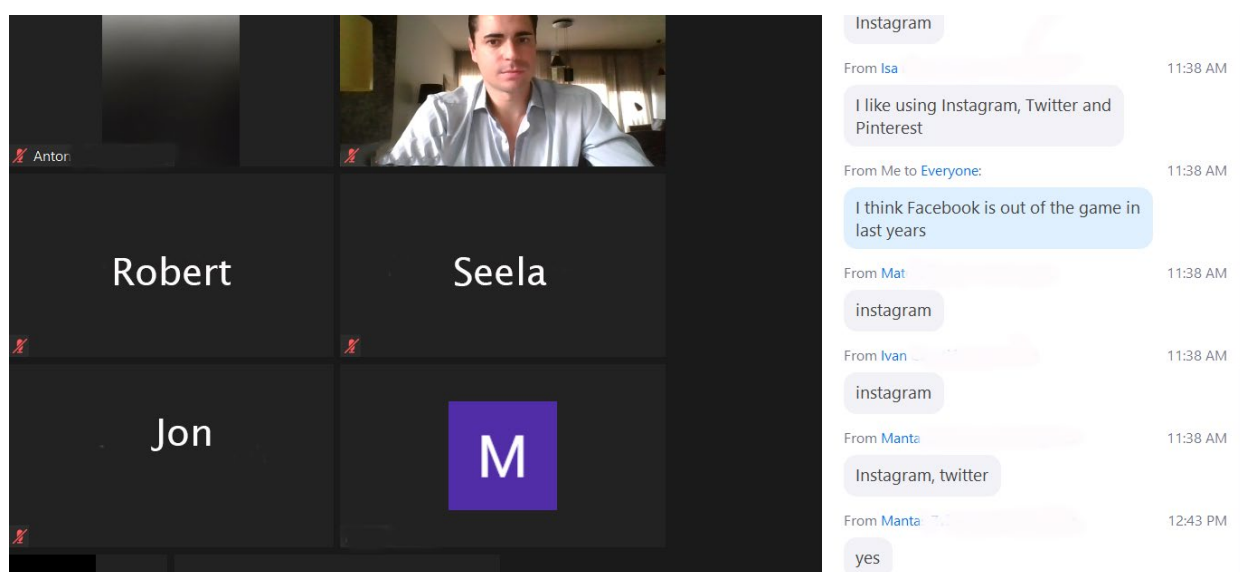 Anton
Robert
Seela
Jon
M
Instagram
From Isa
11:38 AM
I like using Instagram, Twitter and
Pinterest
From Me to Everyone:
11:38 AM
I think Facebook is out of the game in
last years
From Mat
11:38 AM
instagram
From Ivan
11:38 AM
instagram
From Manta
11:38 AM
Instagram, twitter
From Manta
12:43 PM
yes